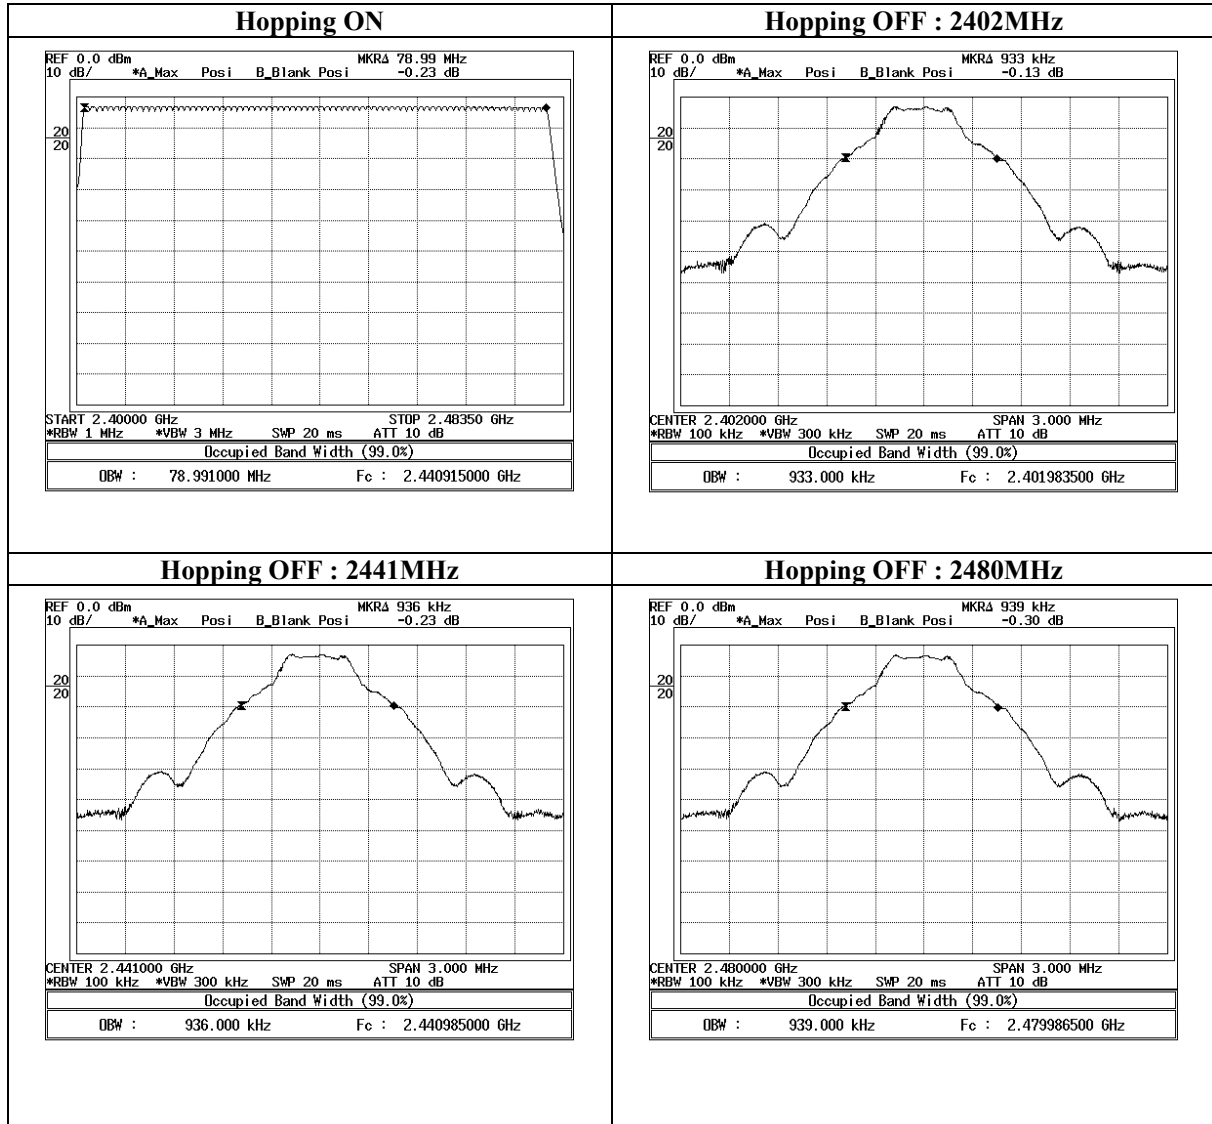 Hopping ON
REF 0.0 dBm MKRΔ 78.99 MHz
10 dB/ *A_Max Posi B_Blank Posi -0.23 dB
20
20
START 2.40000 GHz STOP 2.48350 GHz
*RBW 1 MHz *VBW 3 MHz SWP 20 ms ATT 10 dB
Occupied Band Width (99.0%)
OBW : 78.991000 MHz Fc : 2.440915000 GHz
Hopping OFF : 2402MHz
REF 0.0 dBm MKRΔ 933 kHz
10 dB/ *A_Max Posi B_Blank Posi -0.13 dB
20
20
CENTER 2.402000 GHz SPAN 3.000 MHz
*RBW 100 kHz *VBW 300 kHz SWP 20 ms ATT 10 dB
Occupied Band Width (99.0%)
OBW : 933.000 kHz Fc : 2.401983500 GHz
Hopping OFF : 2441MHz
REF 0.0 dBm MKRΔ 936 kHz
10 dB/ *A_Max Posi B_Blank Posi -0.23 dB
20
20
CENTER 2.441000 GHz SPAN 3.000 MHz
*RBW 100 kHz *VBW 300 kHz SWP 20 ms ATT 10 dB
Occupied Band Width (99.0%)
OBW : 936.000 kHz Fc : 2.440985000 GHz
Hopping OFF : 2480MHz
REF 0.0 dBm MKRΔ 939 kHz
10 dB/ *A_Max Posi B_Blank Posi -0.30 dB
20
20
CENTER 2.480000 GHz SPAN 3.000 MHz
*RBW 100 kHz *VBW 300 kHz SWP 20 ms ATT 10 dB
Occupied Band Width (99.0%)
OBW : 939.000 kHz Fc : 2.479986500 GHz